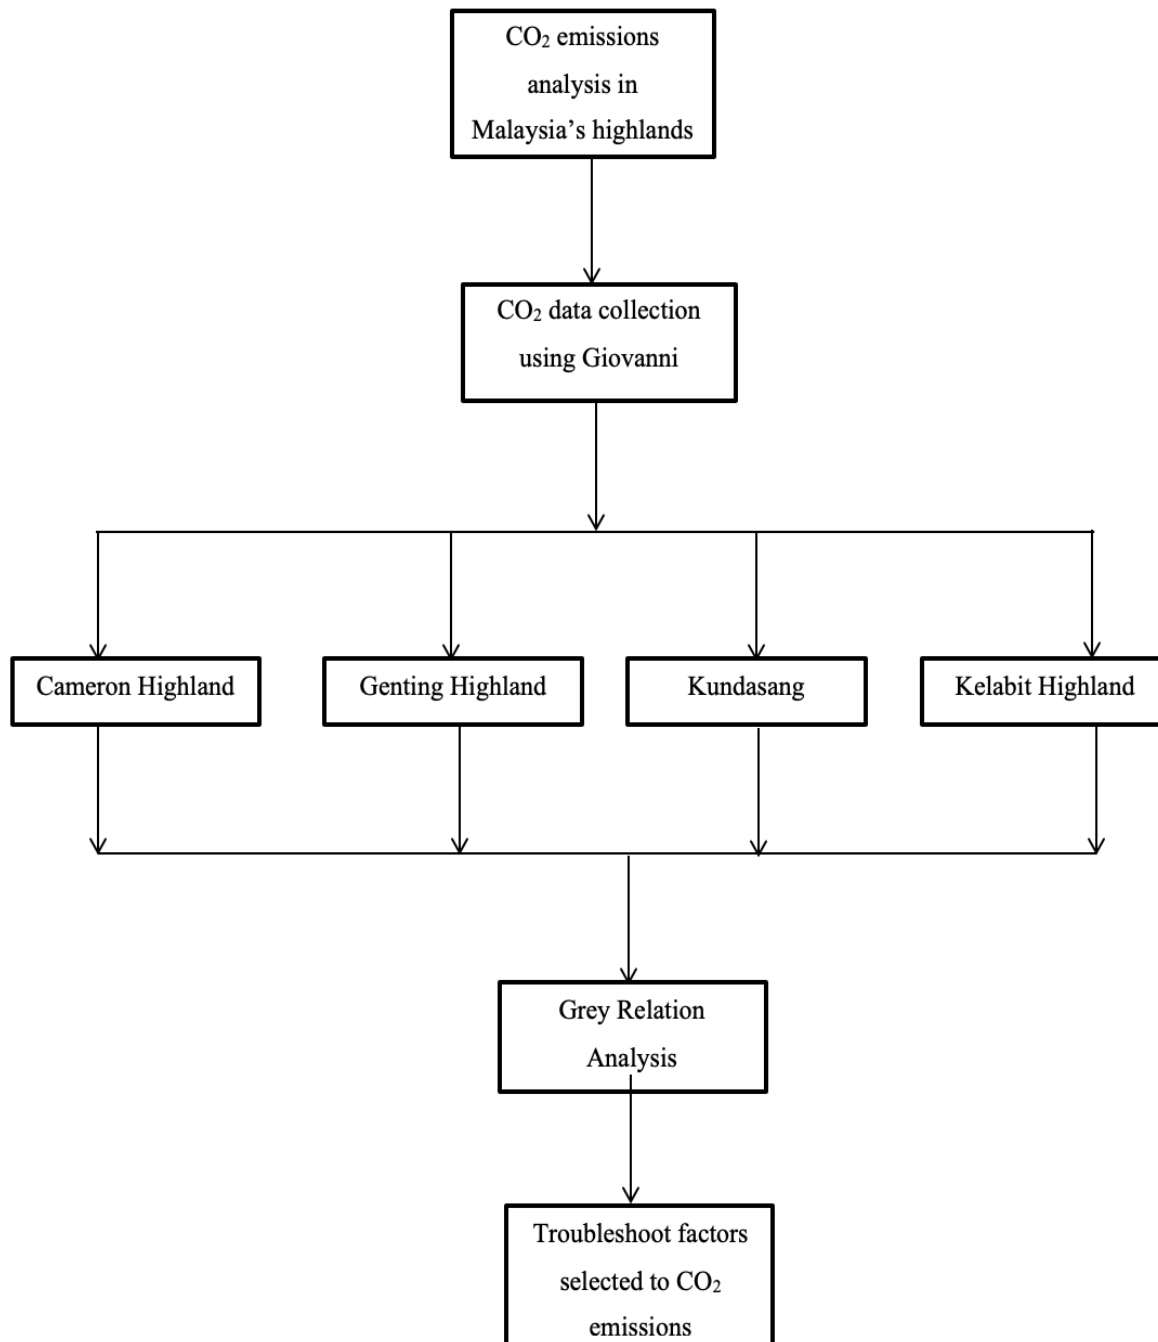 CO₂ emissions
analysis in
Malaysia’s highlands
CO₂ data collection
using Giovanni
Cameron Highland
Genting Highland
Kundasang
Kelabit Highland
Grey Relation
Analysis
Troubleshoot factors
selected to CO₂
emissions